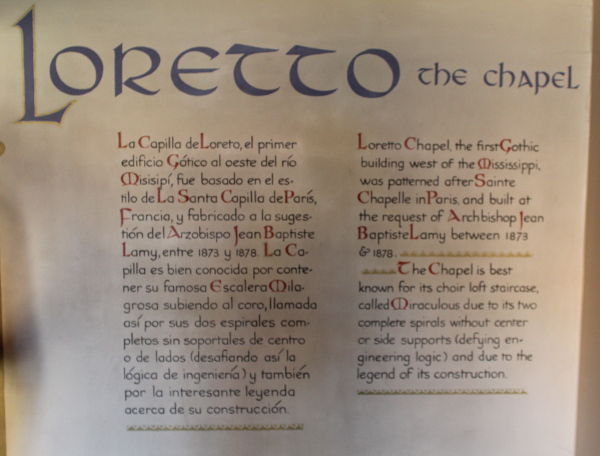 Loretto the chapel
La Capilla de Loreto, el primer
edificio Gótico al oeste del río
Misisipí, fue basado en el es-
tilo de La Santa Capilla de París,
Francia, y fabricado a la suges-
tión del Arzobispo Jean Baptiste
Lamy, entre 1873 y 1878. La Ca-
pilla es bien conocida por conte-
ner su famosa Escalera Mila-
grosa subiendo al coro, llamada
así por sus dos espirales com-
pletos sin soportales de centro
o de lados (desafiando así la
lógica de ingeniería) y también
por la interesante leyenda
acerca de su construcción.
Loretto Chapel, the first Gothic
building west of the Mississippi,
was patterned after Sainte
Chapelle in Paris, and built at
the request of Archbishop Jean
Baptiste Lamy between 1873
& 1878.
The Chapel is best
known for its choir loft staircase,
called Miraculous due to its two
complete spirals without center
or side supports (defying en-
gineering logic) and due to the
legend of its construction.